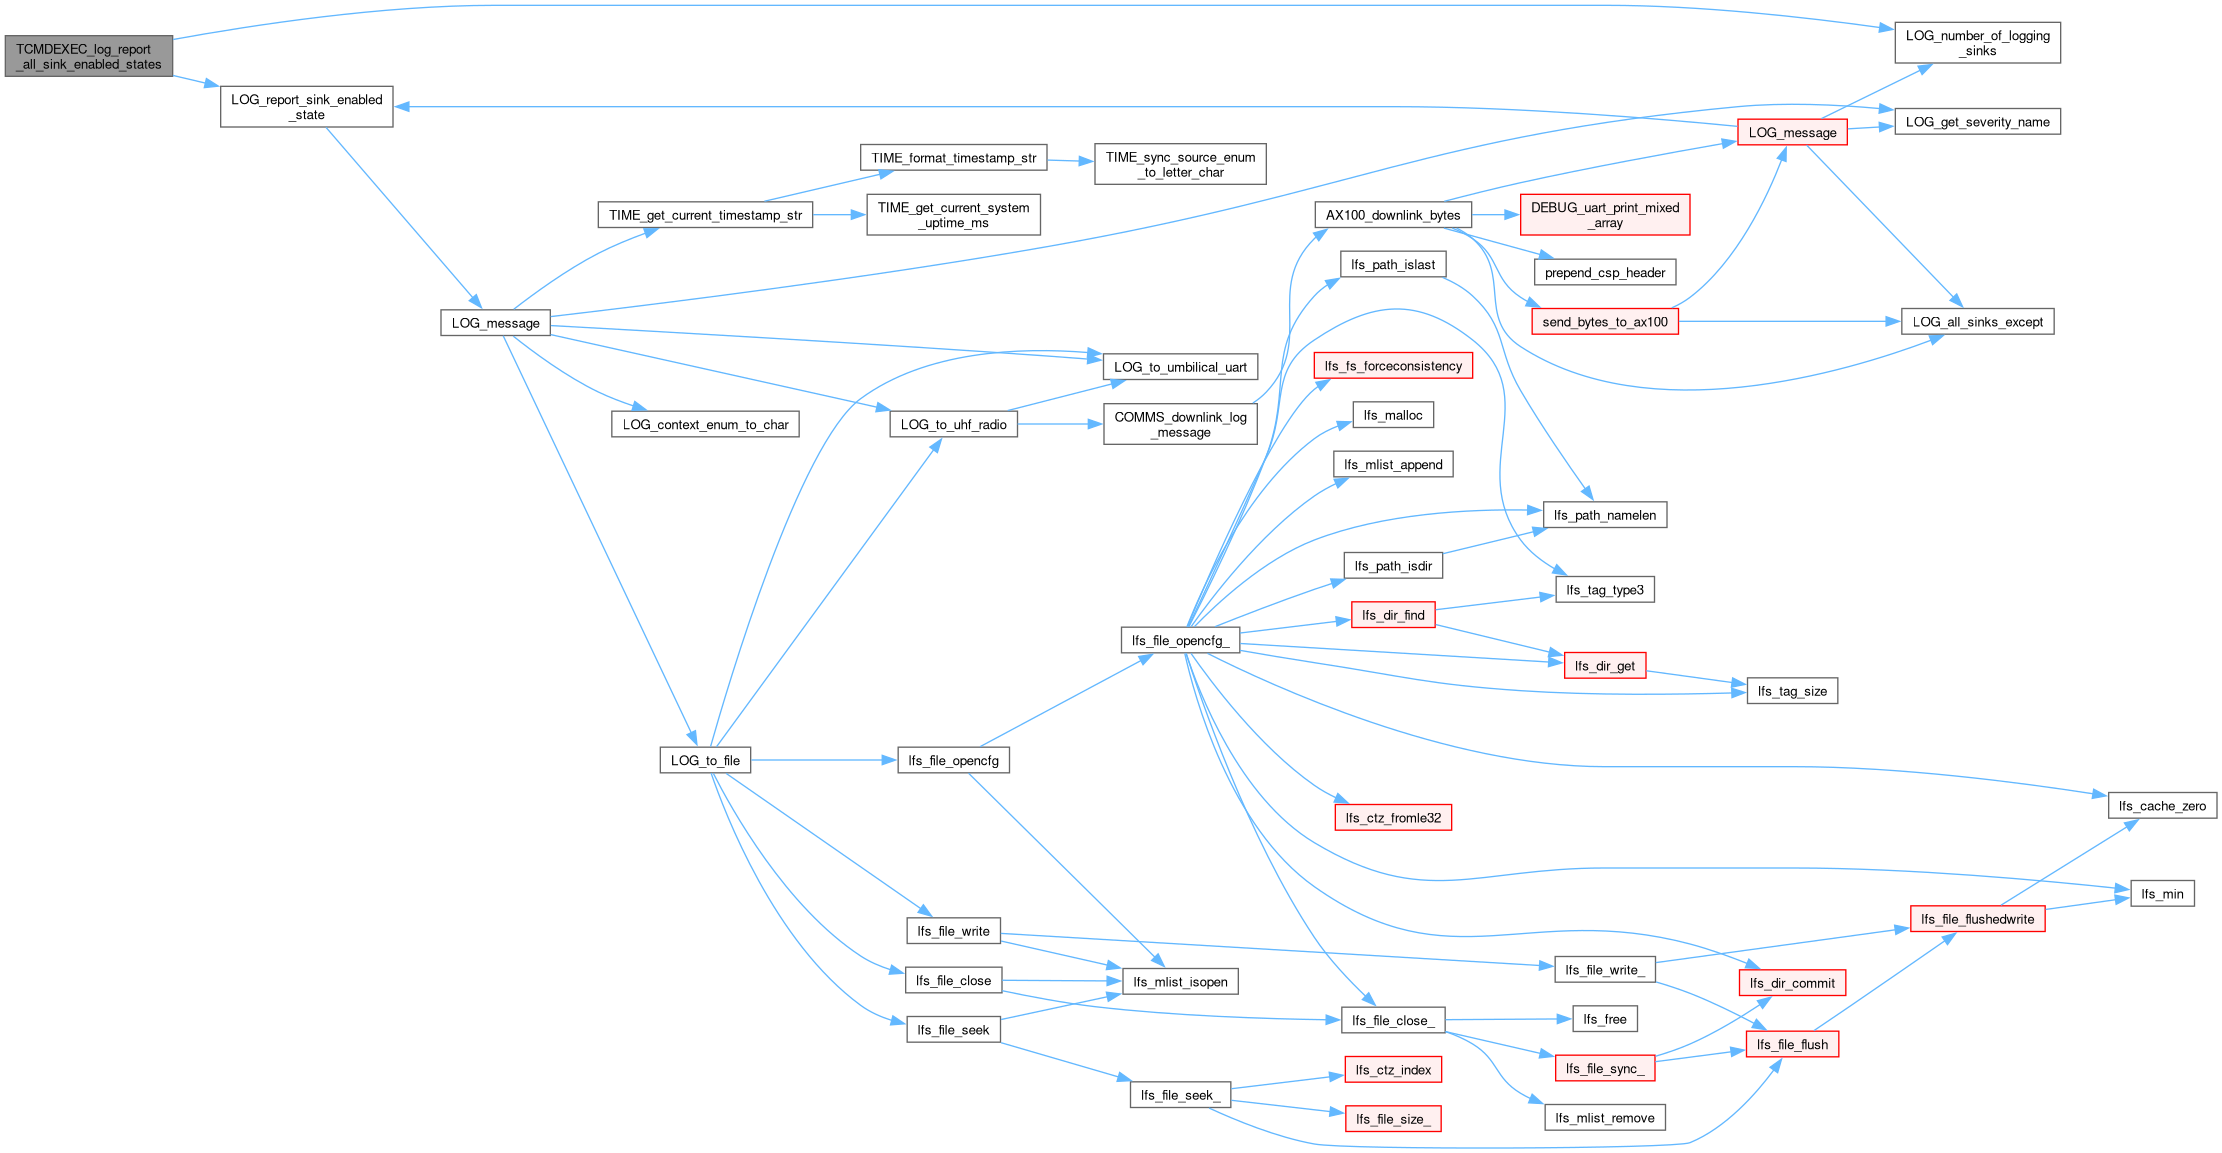 TCMDEXEC_log_report
_all_sink_enabled_states
LOG_report_sink_enabled
_state
LOG_message
TIME_get_current_timestamp_str
LOG_context_enum_to_char
LOG_to_file
TIME_format_timestamp_str
TIME_get_current_system
_uptime_ms
LOG_to_uhf_radio
lfs_file_opencfg
lfs_file_write
lfs_file_close
lfs_file_seek
TIME_sync_source_enum
_to_letter_char
LOG_to_umbilical_uart
COMMS_downlink_log
_message
lfs_file_opencfg_
lfs_mlist_isopen
lfs_file_seek_
AX100_downlink_bytes
lfs_path_islast
lfs_fs_forceconsistency
lfs_malloc
lfs_mlist_append
lfs_path_isdir
lfs_dir_find
lfs_ctz_fromle32
lfs_file_close_
lfs_ctz_index
lfs_file_size_
DEBUG_uart_print_mixed
_array
prepend_csp_header
send_bytes_to_ax100
lfs_path_namelen
lfs_tag_type3
lfs_dir_get
lfs_file_write_
lfs_free
lfs_file_sync_
lfs_mlist_remove
LOG_message
lfs_tag_size
lfs_dir_commit
lfs_file_flush
LOG_number_of_logging
_sinks
LOG_get_severity_name
LOG_all_sinks_except
lfs_file_flushedwrite
lfs_cache_zero
lfs_min